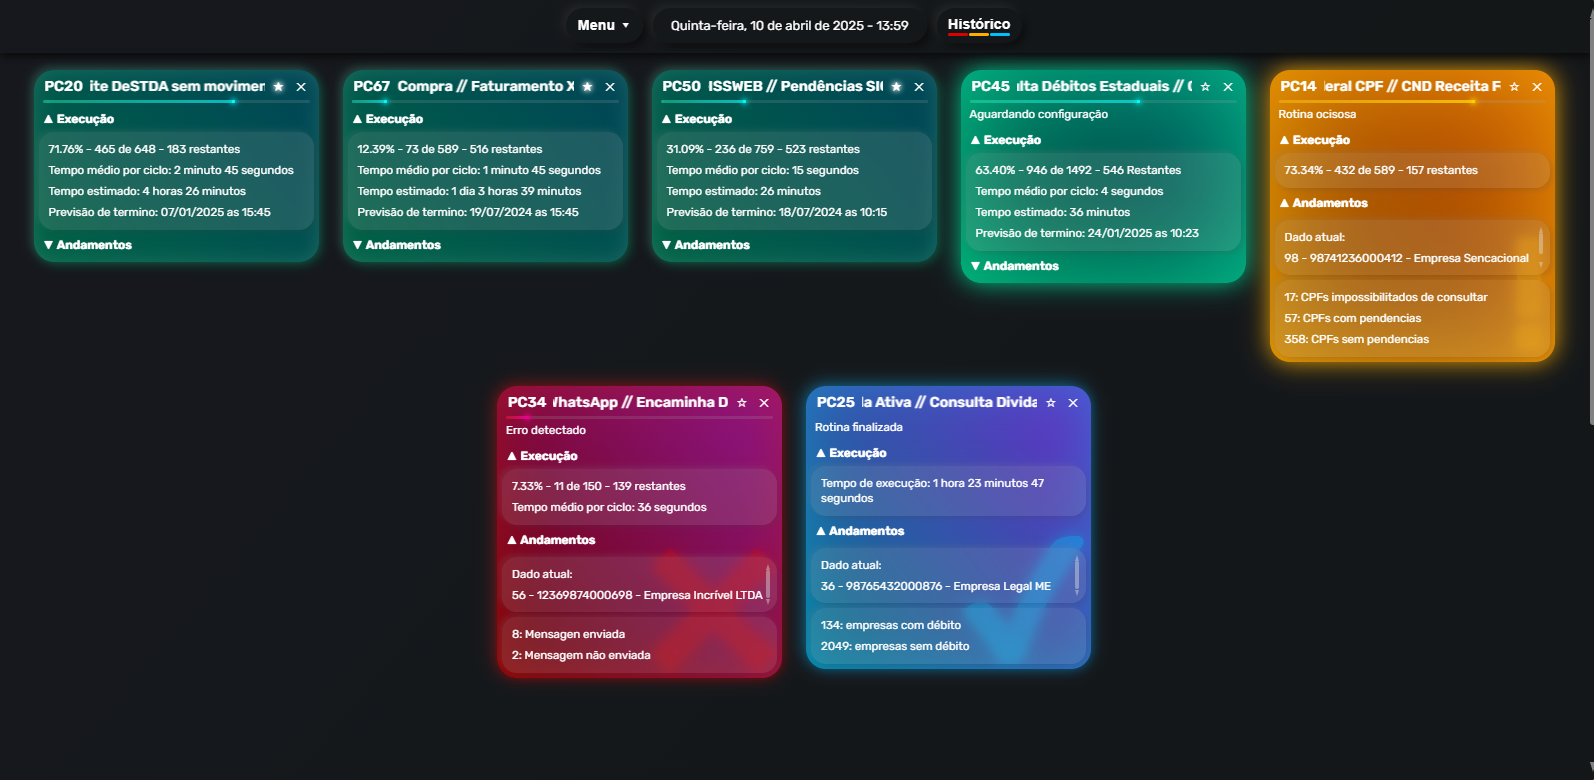 Menu ▼
Quinta-feira, 10 de abril de 2025 - 13:59
Histórico
PC20 ite DeSTDA sem movimen ★ ✕
▲ Execução
71.76% - 465 de 648 - 183 restantes
Tempo médio por ciclo: 2 minuto 45 segundos
Tempo estimado: 4 horas 26 minutos
Previsão de termino: 07/01/2025 as 15:45
▼ Andamentos
PC67 Compra // Faturamento X ★ ✕
▲ Execução
12.39% - 73 de 589 - 516 restantes
Tempo médio por ciclo: 1 minuto 45 segundos
Tempo estimado: 1 dia 3 horas 39 minutos
Previsão de termino: 19/07/2024 as 15:45
▼ Andamentos
PC50 ISSWEB // Pendências SIG ★ ✕
▲ Execução
31.09% - 236 de 759 - 523 restantes
Tempo médio por ciclo: 15 segundos
Tempo estimado: 26 minutos
Previsão de termino: 18/07/2024 as 10:15
▼ Andamentos
PC45 ulta Débitos Estaduais // C ☆ ✕
Aguardando configuração
▲ Execução
63.40% - 946 de 1492 - 546 Restantes
Tempo médio por ciclo: 4 segundos
Tempo estimado: 36 minutos
Previsão de termino: 24/01/2025 as 10:23
▼ Andamentos
PC14 deral CPF // CND Receita F ☆ ✕
Rotina ocisosa
▲ Execução
73.34% - 432 de 589 - 157 restantes
▲ Andamentos
Dado atual:
98 - 98741236000412 - Empresa Sencacional
17: CPFs impossibilitados de consultar
57: CPFs com pendencias
358: CPFs sem pendencias
PC34 WhatsApp // Encaminha D ☆ ✕
Erro detectado
▲ Execução
7.33% - 11 de 150 - 139 restantes
Tempo médio por ciclo: 36 segundos
▲ Andamentos
Dado atual:
56 - 12369874000698 - Empresa Incrível LTDA
8: Mensagen enviada
2: Mensagem não enviada
PC25 da Ativa // Consulta Divida ☆ ✕
Rotina finalizada
▲ Execução
Tempo de execução: 1 hora 23 minutos 47
segundos
▲ Andamentos
Dado atual:
36 - 98765432000876 - Empresa Legal ME
134: empresas com débito
2049: empresas sem débito